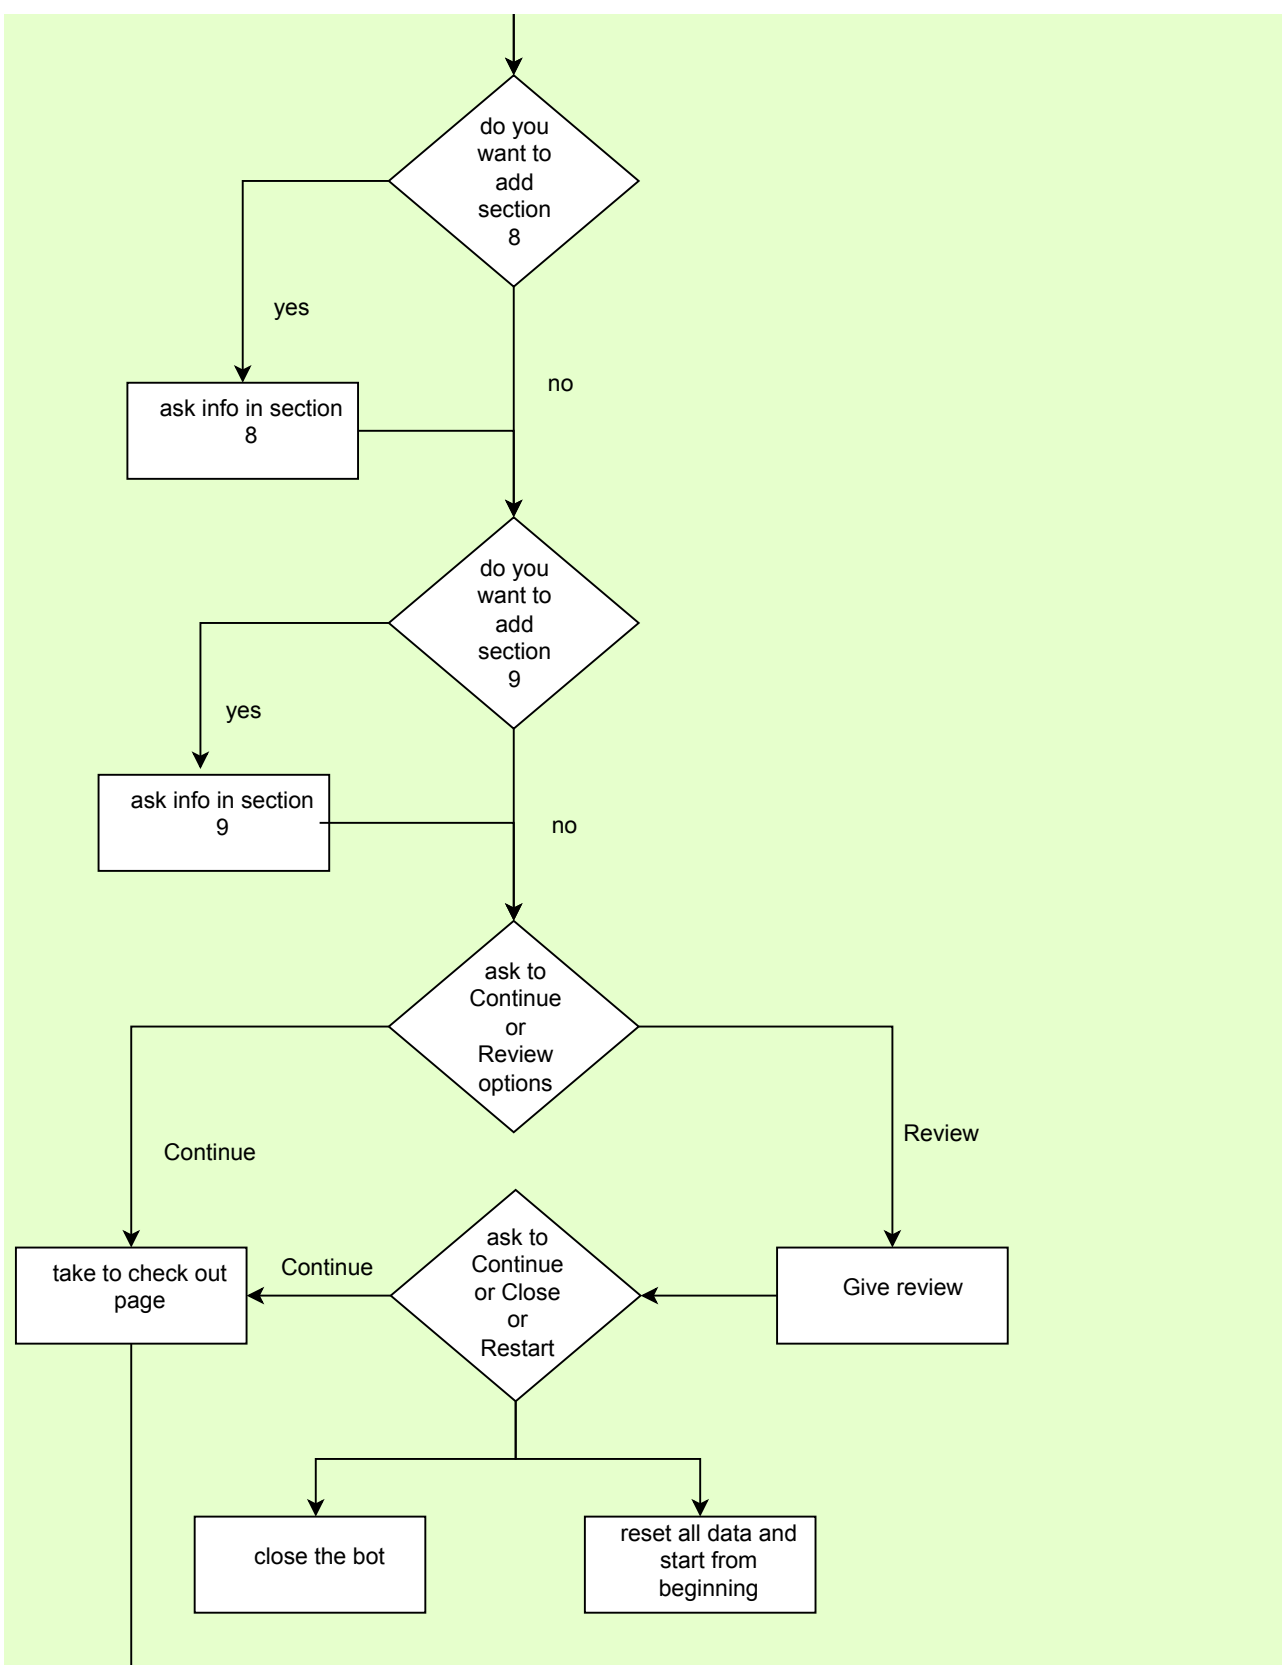 do you
want to
add
section
8
yes
no
ask info in section
8
do you
want to
add
section
9
yes
ask info in section
9
no
ask to
Continue
or
Review
options
Continue
Review
ask to
Continue
or Close
or
Restart
Continue
take to check out
page
Give review
close the bot
reset all data and
start from
beginning